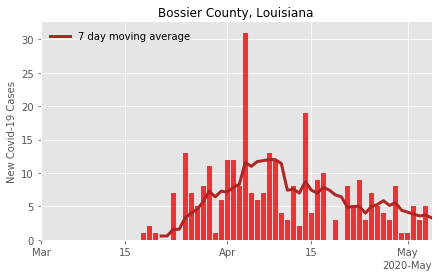 Bossier County, Louisiana
7 day moving average
New Covid-19 Cases
30
25
20
15
10
5
0
Mar
15
Apr
15
May
2020-May